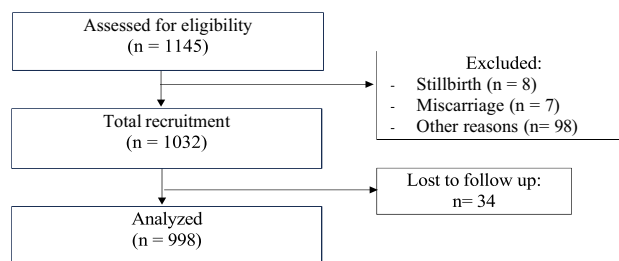 Assessed for eligibility
(n = 1145)
Excluded:
- Stillbirth (n = 8)
- Miscarriage (n = 7)
- Other reasons (n= 98)
Total recruitment
(n = 1032)
Lost to follow up:
n= 34
Analyzed
(n = 998)